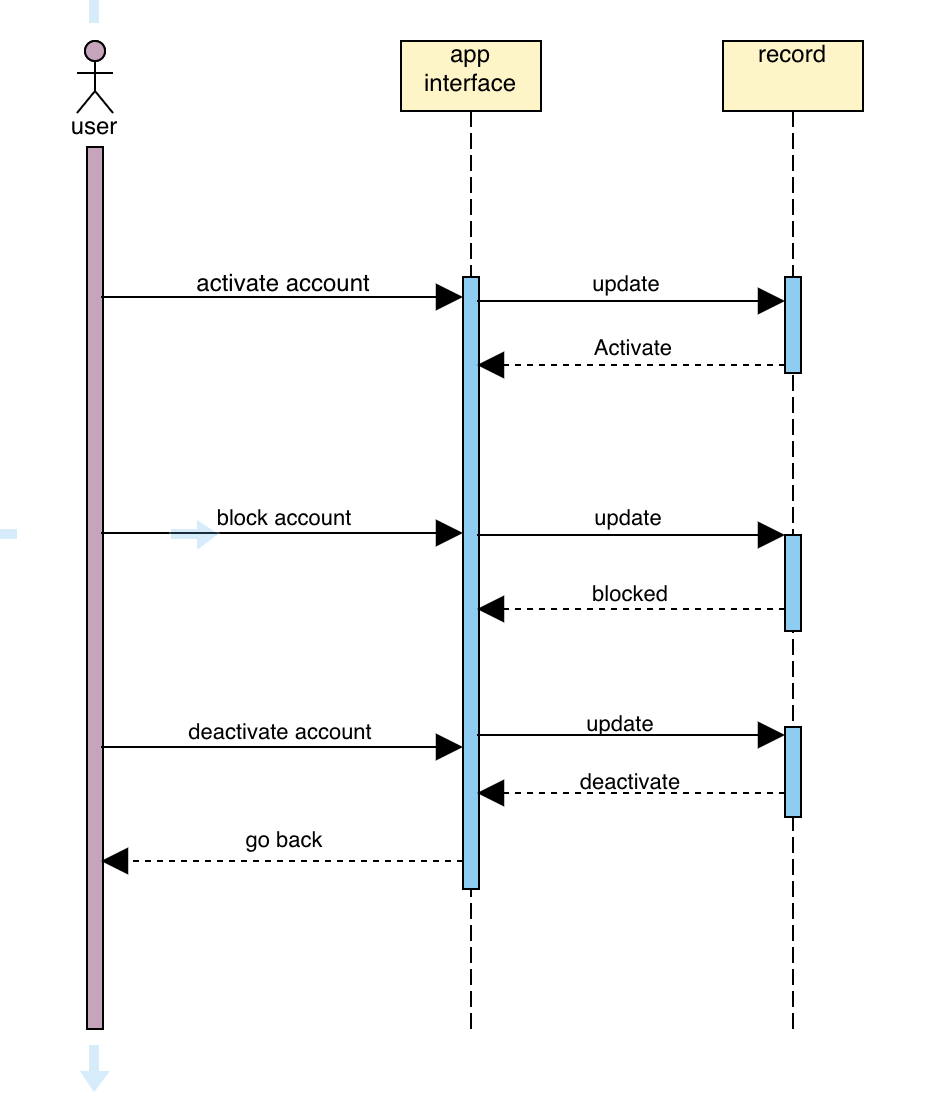 user
app
interface
record
activate account
update
Activate
block account
update
blocked
deactivate account
update
deactivate
go back